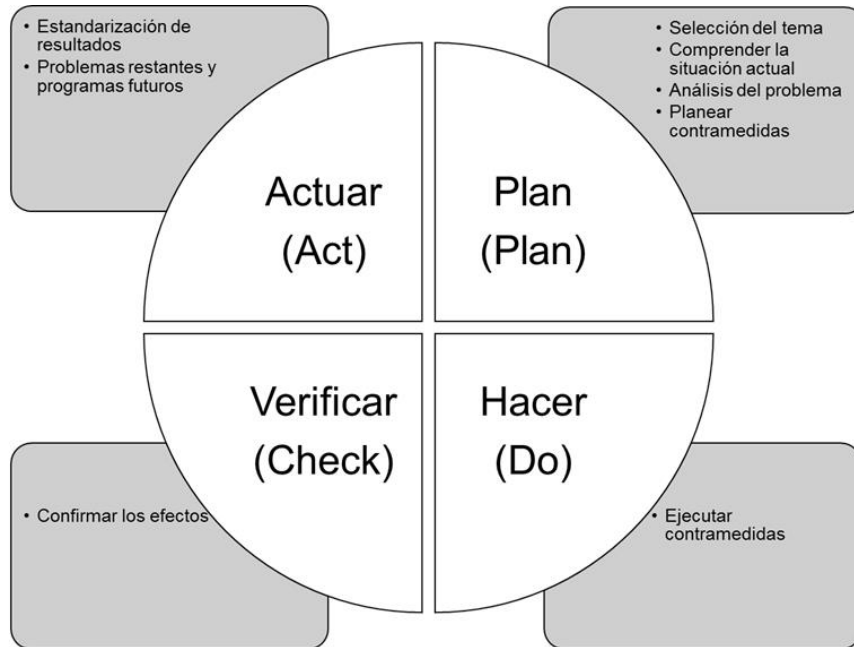 • Estandarización de
resultados
• Problemas restantes y
programas futuros
• Selección del tema
• Comprender la
situación actual
• Análisis del problema
• Planear
contramedidas
Actuar
(Act)
Plan
(Plan)
Verificar
(Check)
Hacer
(Do)
• Confirmar los efectos
• Ejecutar
contramedidas